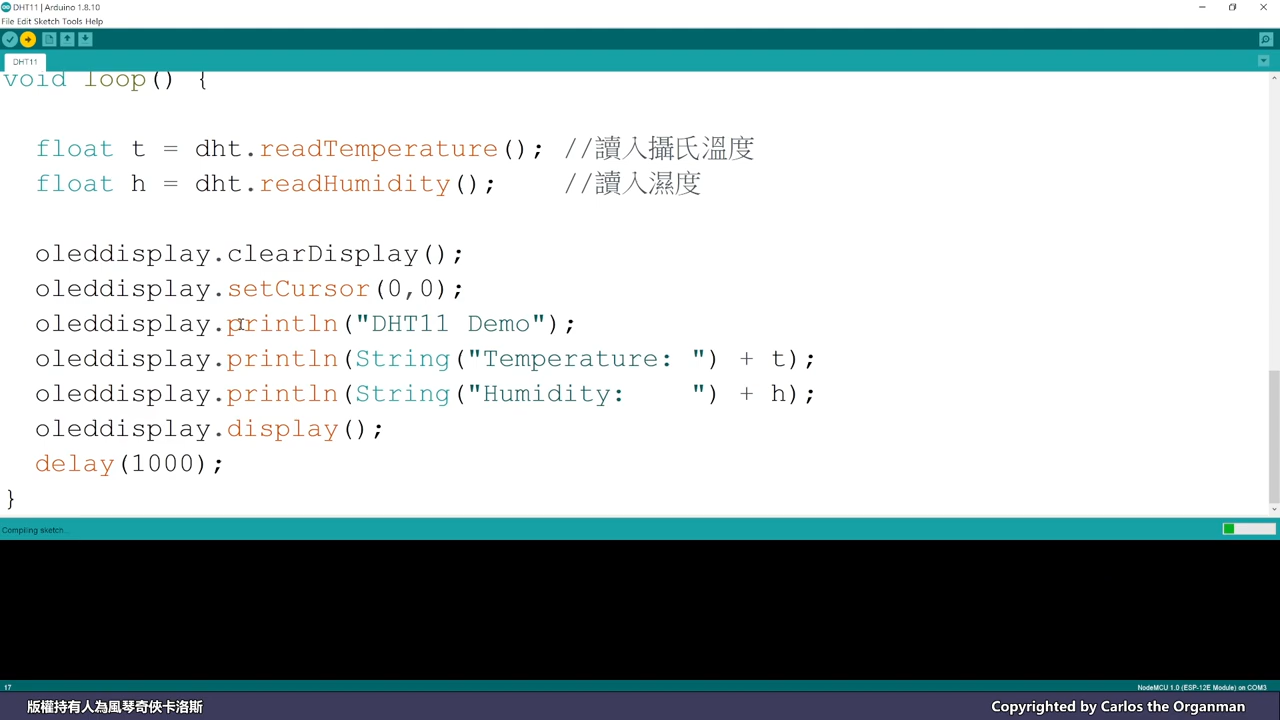 DHT11 | Arduino 1.8.10
File Edit Sketch Tools Help
DHT11
void loop() {
float t = dht.readTemperature(); //讀入攝氏溫度
float h = dht.readHumidity();    //讀入濕度
oleddisplay.clearDisplay();
oleddisplay.setCursor(0,0);
oleddisplay.println("DHT11 Demo");
oleddisplay.println(String("Temperature: ") + t);
oleddisplay.println(String("Humidity:    ") + h);
oleddisplay.display();
delay(1000);
}
Compiling sketch...
17
NodeMCU 1.0 (ESP-12E Module) on COM3
版權持有人為風琴奇俠卡洛斯
Copyrighted by Carlos the Organman